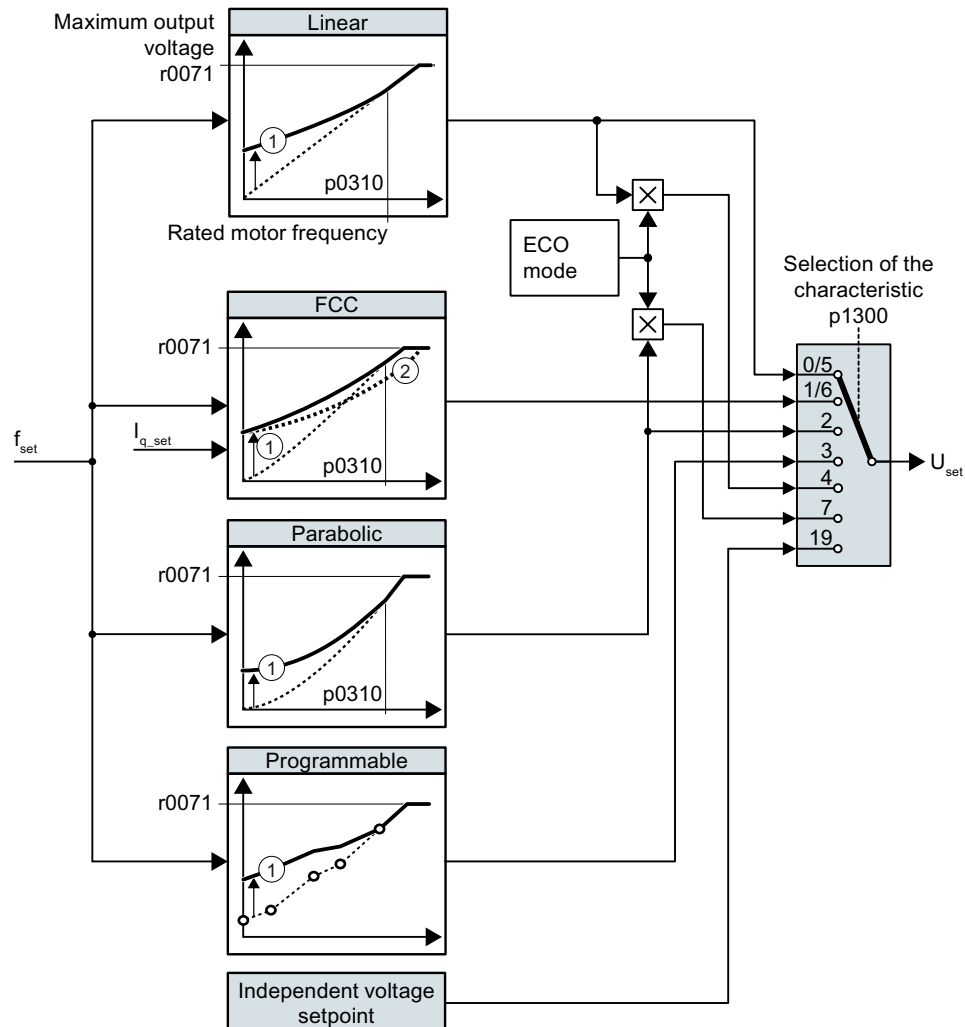 Linear
Maximum output
voltage
r0071
1
p0310
Rated motor frequency
ECO
mode
Selection of the
characteristic
p1300
FCC
r0071
2
1
p0310
f_set
I_q_set
0/5
1/6
2
3
4
7
19
U_set
Parabolic
r0071
1
p0310
Programmable
r0071
1
Independent voltage
setpoint